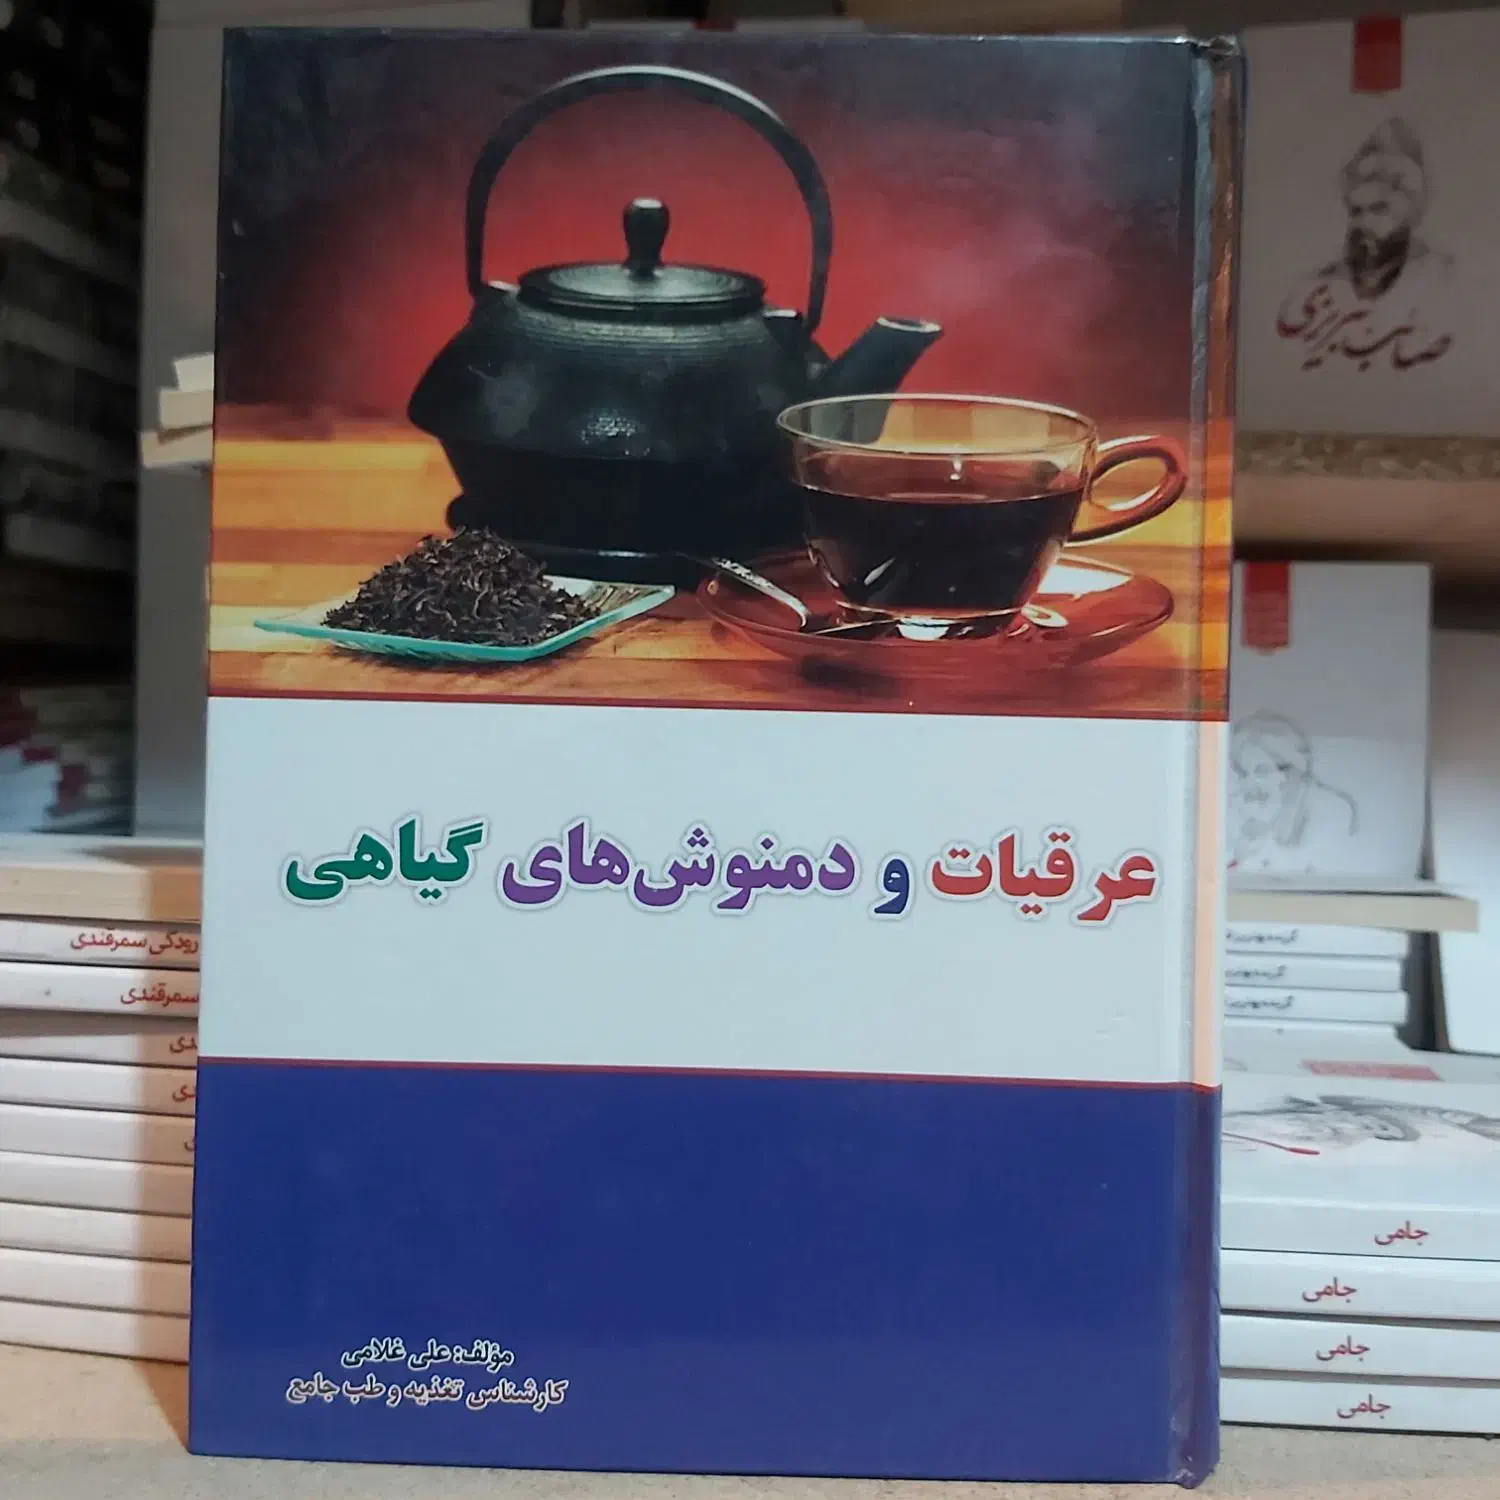 عرقیات و دمنوش‌های گیاهی
مؤلف: علی غلامی
کارشناس تغذیه و طب جامع
صائب تبریزی
رودکی سمرقندی
سمرقندی
جامی
جامی
جامی
جامی